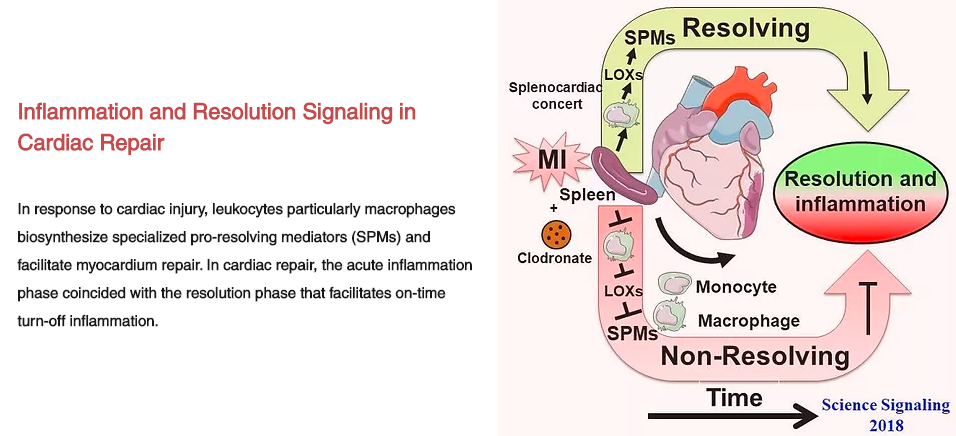 Inflammation and Resolution Signaling in
Cardiac Repair
In response to cardiac injury, leukocytes particularly macrophages
biosynthesize specialized pro-resolving mediators (SPMs) and
facilitate myocardium repair. In cardiac repair, the acute inflammation
phase coincided with the resolution phase that facilitates on-time
turn-off inflammation.
Resolving
SPMs
LOXs
Splenocardiac
concert
MI
Spleen
+
Clodronate
LOXs
SPMs
Monocyte
Macrophage
Non-Resolving
Resolution and
inflammation
Time
Science Signaling
2018